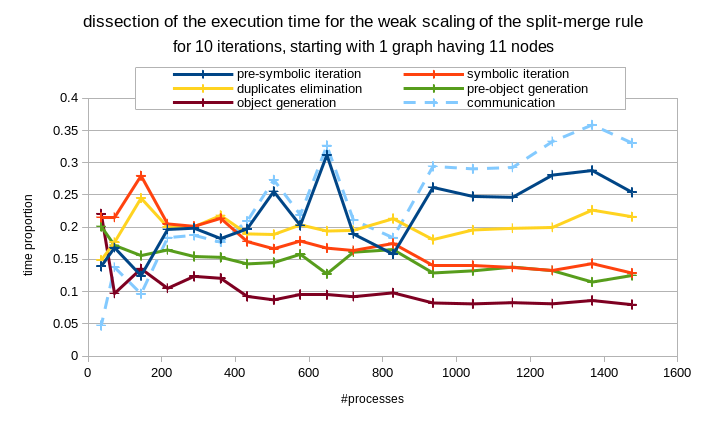 dissection of the execution time for the weak scaling of the split-merge rule
for 10 iterations, starting with 1 graph having 11 nodes
pre-symbolic iteration
symbolic iteration
duplicates elimination
pre-object generation
object generation
communication
0.4
0.35
0.3
0.25
0.2
0.15
0.1
0.05
0
time proportion
0 200 400 600 800 1000 1200 1400 1600
#processes